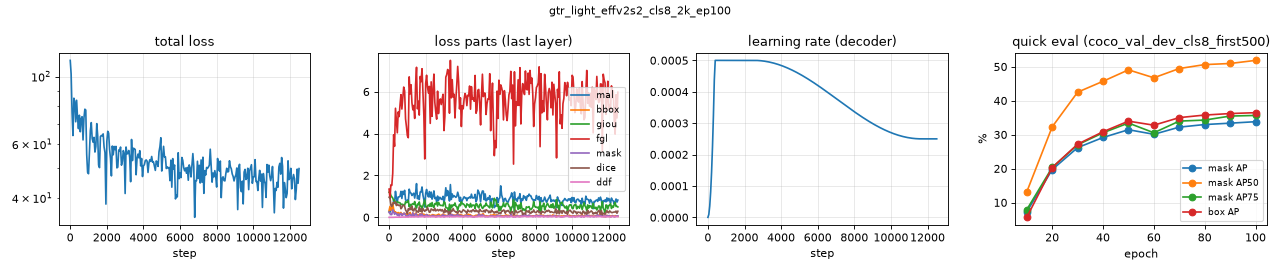 gtr_light_effv2s2_cls8_2k_ep100
total loss
10²
6 × 10¹
4 × 10¹
0 2000 4000 6000 8000 10000 12000
step
loss parts (last layer)
6
4
2
0
mal
bbox
giou
fgl
mask
dice
ddf
0 2000 4000 6000 8000 10000 12000
step
learning rate (decoder)
0.0005
0.0004
0.0003
0.0002
0.0001
0.0000
0 2000 4000 6000 8000 10000 12000
step
quick eval (coco_val_dev_cls8_first500)
%
50
40
30
20
10
mask AP
mask AP50
mask AP75
box AP
20 40 60 80 100
epoch